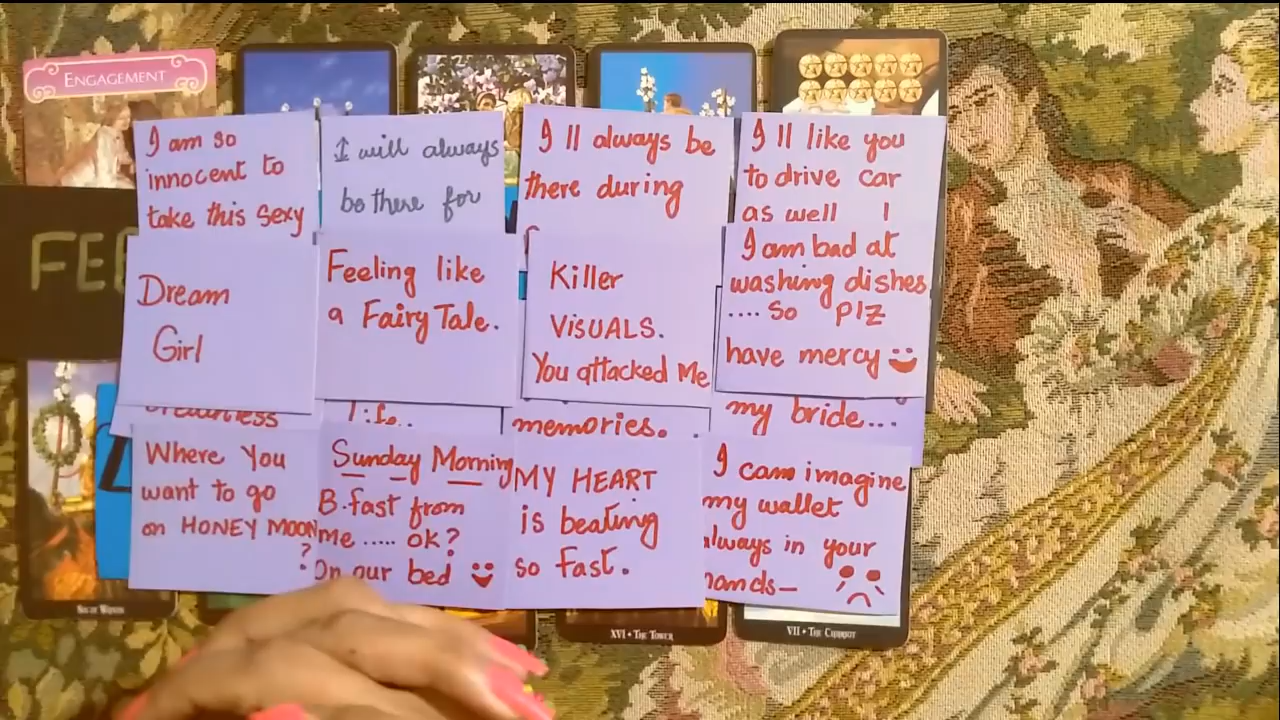 ENGAGEMENT
I am so
innocent to
take this Sexy
I will always
be there for
I ll always be
there during
I ll like you
to drive car
as well I
FEE
Dream
Girl
Feeling like
a Fairy Tale.
Killer
VISUALS.
You attacked Me
I am bad at
washing dishes
.... So Plz
have mercy
memories.
my bride...
Where You
want to go
on HONEY MOON
?
Sunday Morning
B.fast from
me ..... ok?
On our bed
MY HEART
is beating
so Fast.
I can imagine
my wallet
always in your
hands—
SIX OF WANDS
XVI • THE TOWER
VII • THE CHARIOT